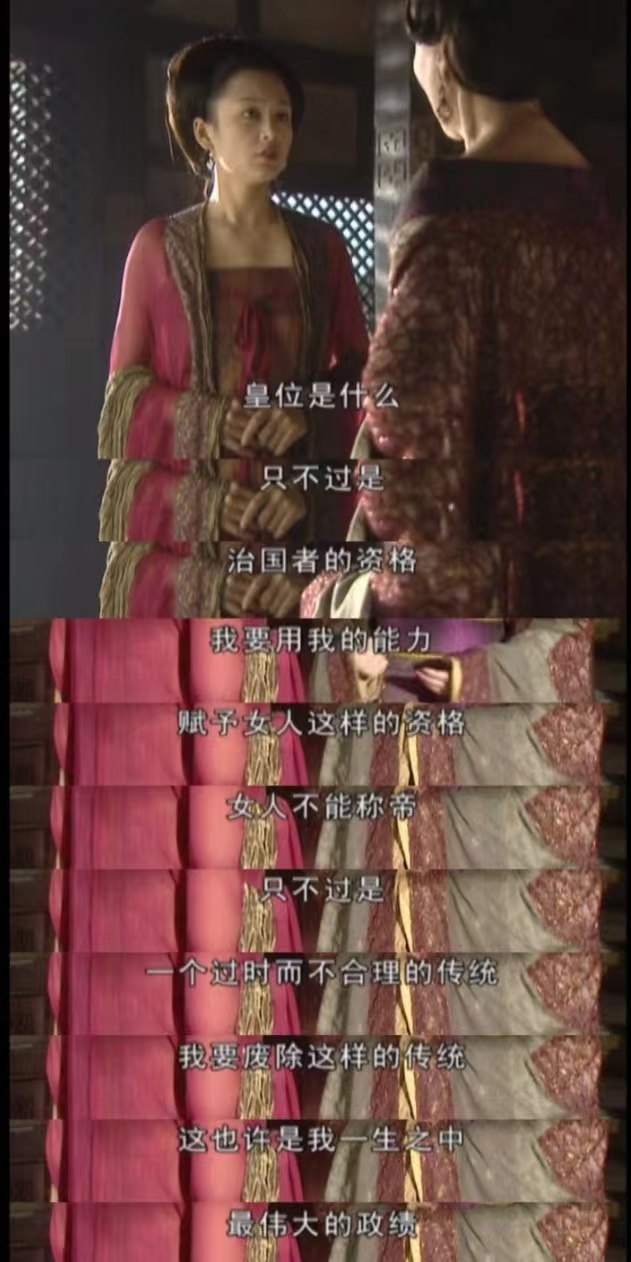 皇位是什么
只不过是
治国者的资格
我要用我的能力
赋予女人这样的资格
女人不能称帝
只不过是
一个过时而不合理的传统
我要废除这样的传统
这也许是我一生之中
最伟大的政绩